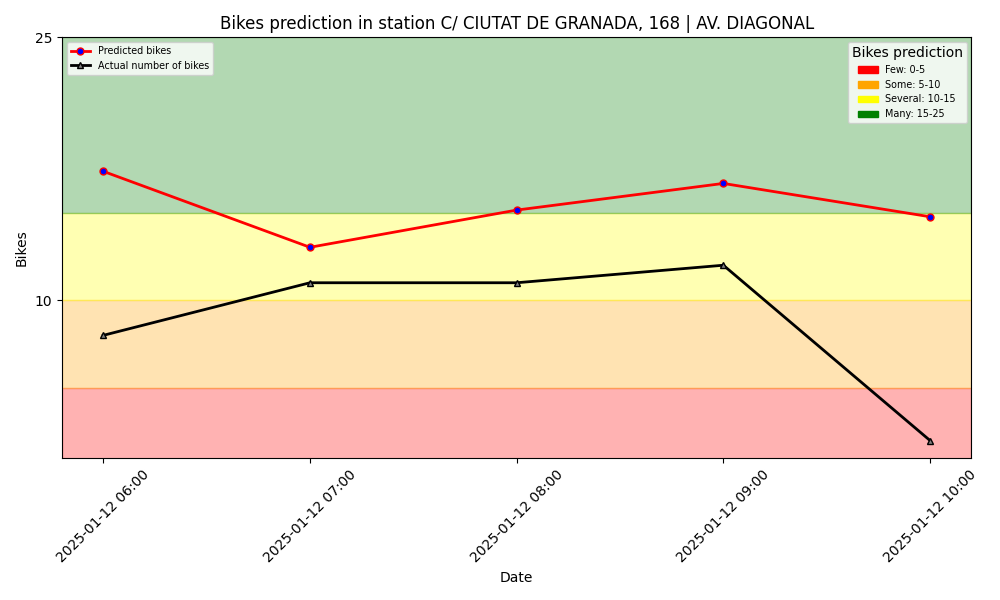 Bikes prediction in station C/ CIUTAT DE GRANADA, 168 | AV. DIAGONAL
25
Predicted bikes
Actual number of bikes
Bikes prediction
Few: 0-5
Some: 5-10
Several: 10-15
Many: 15-25
Bikes
10
2025-01-12 06:00
2025-01-12 07:00
2025-01-12 08:00
2025-01-12 09:00
2025-01-12 10:00
Date